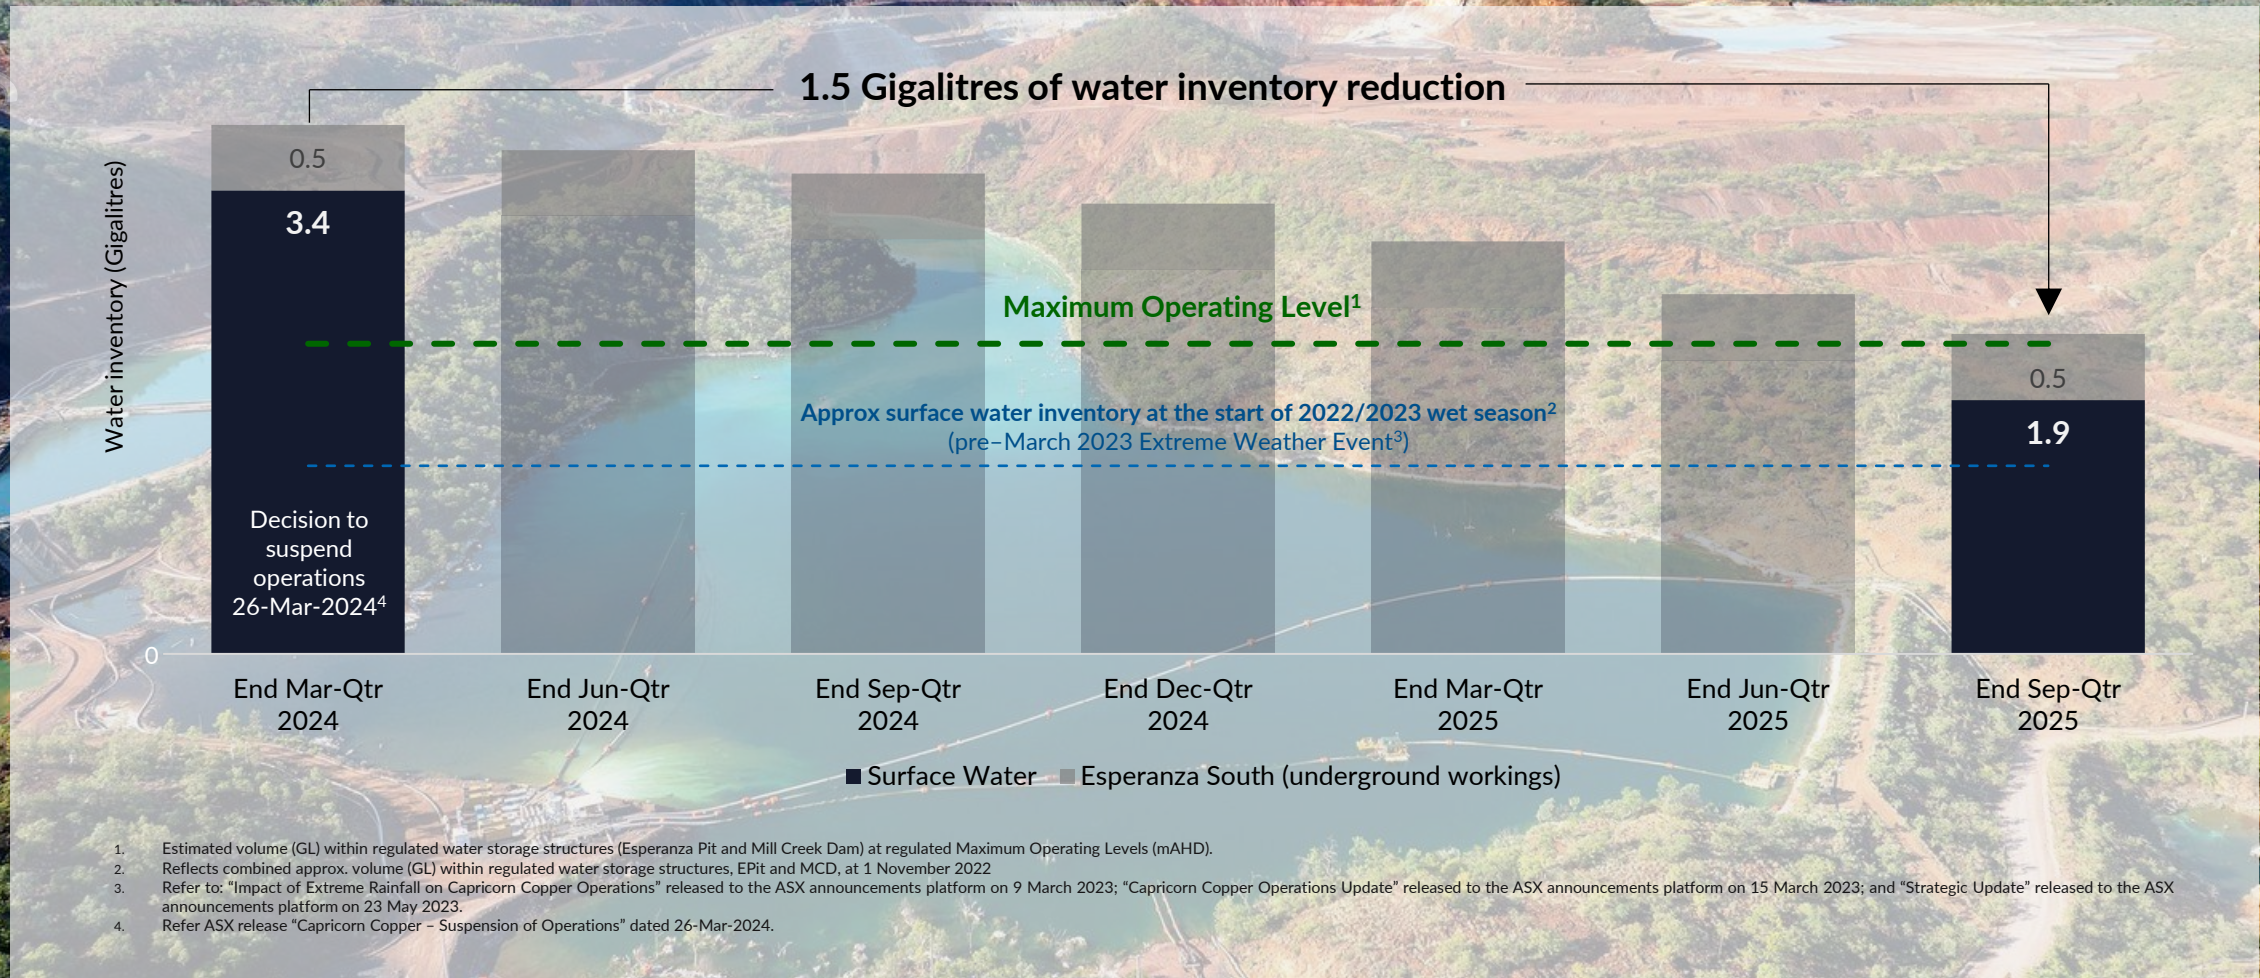 1.5 Gigalitres of water inventory reduction
Water inventory (Gigalitres)
0.5
3.4
Decision to
suspend
operations
26-Mar-2024⁴
Maximum Operating Level¹
Approx surface water inventory at the start of 2022/2023 wet season²
(pre–March 2023 Extreme Weather Event³)
0.5
1.9
0
End Mar-Qtr
2024
End Jun-Qtr
2024
End Sep-Qtr
2024
End Dec-Qtr
2024
End Mar-Qtr
2025
End Jun-Qtr
2025
End Sep-Qtr
2025
Surface Water
Esperanza South (underground workings)
1. Estimated volume (GL) within regulated water storage structures (Esperanza Pit and Mill Creek Dam) at regulated Maximum Operating Levels (mAHD).
2. Reflects combined approx. volume (GL) within regulated water storage structures, EPit and MCD, at 1 November 2022
3. Refer to: “Impact of Extreme Rainfall on Capricorn Copper Operations” released to the ASX announcements platform on 9 March 2023; “Capricorn Copper Operations Update” released to the ASX announcements platform on 15 March 2023; and “Strategic Update” released to the ASX
announcements platform on 23 May 2023.
4. Refer ASX release “Capricorn Copper – Suspension of Operations” dated 26-Mar-2024.